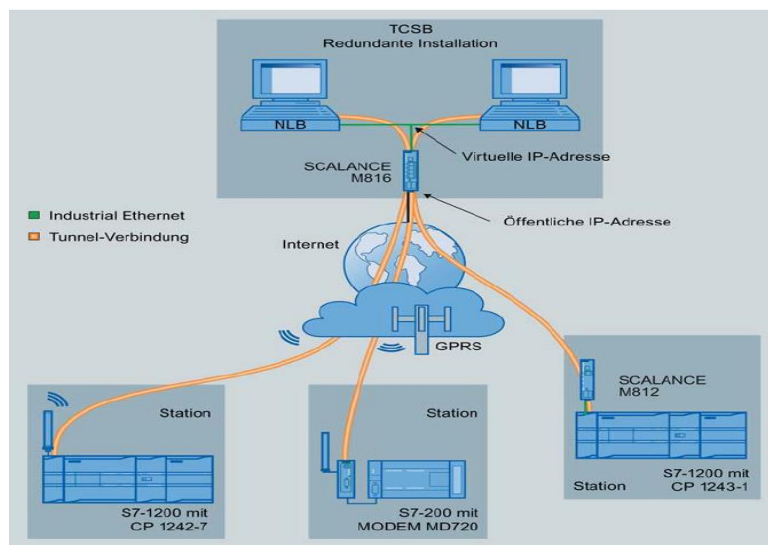 TCSB
Redundante Installation
NLB
NLB
Virtuelle IP-Adresse
SCALANCE
M816
Industrial Ethernet
Tunnel-Verbindung
Öffentliche IP-Adresse
Internet
GPRS
SCALANCE
M812
Station
Station
S7-1200 mit
CP 1243-1
Station
S7-1200 mit
CP 1242-7
S7-200 mit
MODEM MD720